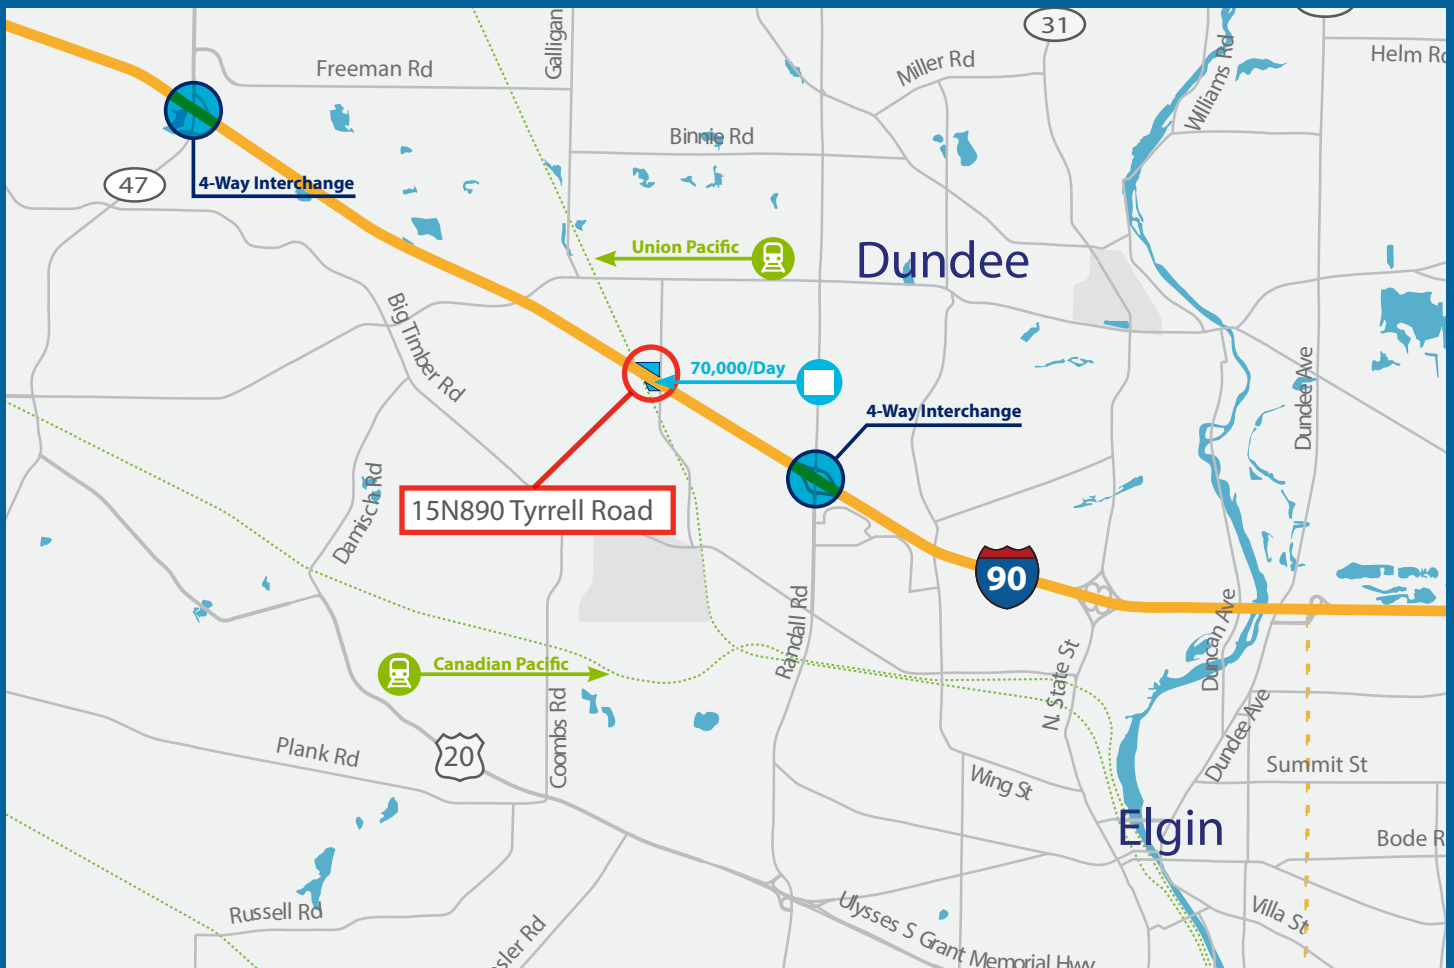 31
Galligan
Williams Rd
Helm Rd
Freeman Rd
Miller Rd
Binnie Rd
47
4-Way Interchange
Union Pacific
Dundee
Big Timber Rd
70,000/Day
Dundee Ave
4-Way Interchange
15N890 Tyrrell Road
Damisch Rd
90
Randall Rd
Duncan Ave
N. State St
Canadian Pacific
Coombs Rd
Dundee Ave
Plank Rd
20
Summit St
Wing St
Elgin
Bode R
Russell Rd
Ulysses S Grant Memorial Hwy
Villa St
sler Rd